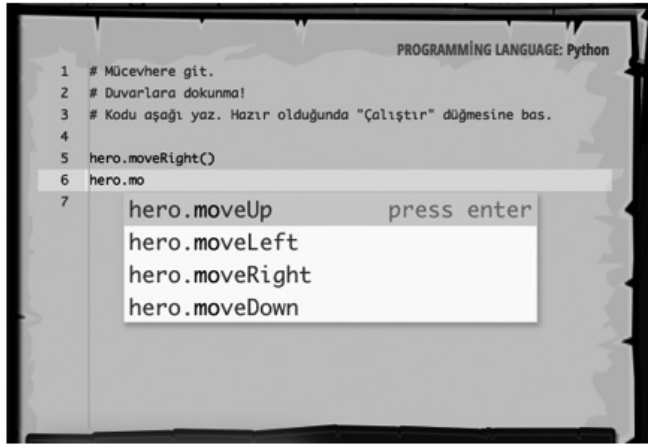 PROGRAMMİNG LANGUAGE: Python
1 # Mücevhere git.
2 # Duvarlara dokunma!
3 # Kodu aşağı yaz. Hazır olduğunda "Çalıştır" düğmesine bas.
4
5 hero.moveRight()
6 hero.mo
7
hero.moveUp press enter
hero.moveLeft
hero.moveRight
hero.moveDown